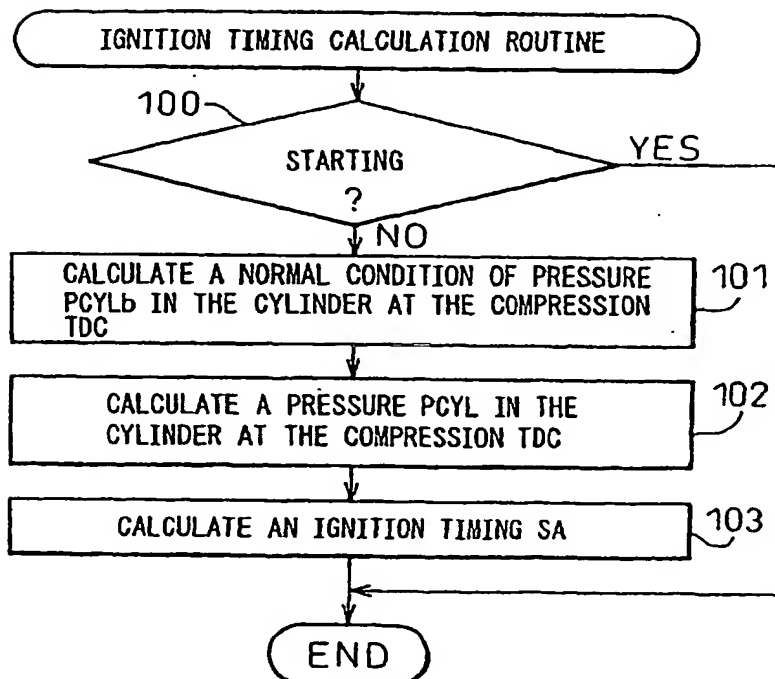 IGNITION TIMING CALCULATION ROUTINE
100
STARTING
?
YES
NO
CALCULATE A NORMAL CONDITION OF PRESSURE
PCYLb IN THE CYLINDER AT THE COMPRESSION
TDC
101
CALCULATE A PRESSURE PCYL IN THE
CYLINDER AT THE COMPRESSION TDC
102
CALCULATE AN IGNITION TIMING SA
103
END